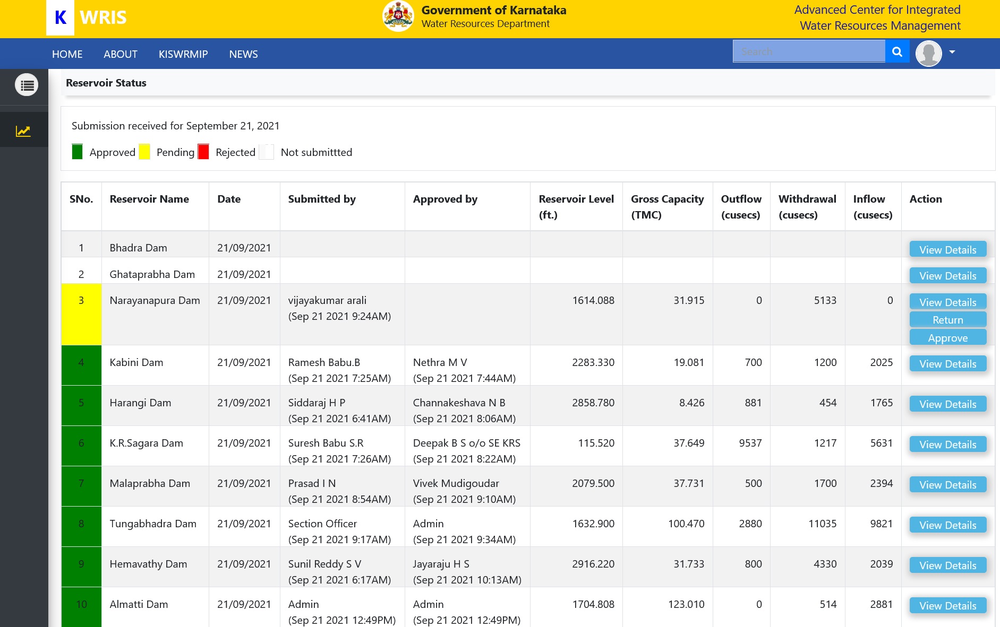 K WRIS
Government of Karnataka
Water Resources Department
Advanced Center for Integrated
Water Resources Management
HOME ABOUT KISWRMIP NEWS
Search
Reservoir Status
Submission received for September 21, 2021
Approved Pending Rejected Not submittted
SNo. Reservoir Name Date Submitted by Approved by Reservoir Level (ft.) Gross Capacity (TMC) Outflow (cusecs) Withdrawal (cusecs) Inflow (cusecs) Action
1 Bhadra Dam 21/09/2021 View Details
2 Ghataprabha Dam 21/09/2021 View Details
3 Narayanapura Dam 21/09/2021 vijayakumar arali 1614.088 31.915 0 5133 0 View Details
(Sep 21 2021 9:24AM) Return
Approve
4 Kabini Dam 21/09/2021 Ramesh Babu.B Nethra M V 2283.330 19.081 700 1200 2025 View Details
(Sep 21 2021 7:25AM) (Sep 21 2021 7:44AM)
5 Harangi Dam 21/09/2021 Siddaraj H P Channakeshava N B 2858.780 8.426 881 454 1765 View Details
(Sep 21 2021 6:41AM) (Sep 21 2021 8:06AM)
6 K.R.Sagara Dam 21/09/2021 Suresh Babu S.R Deepak B S o/o SE KRS 115.520 37.649 9537 1217 5631 View Details
(Sep 21 2021 7:26AM) (Sep 21 2021 8:22AM)
7 Malaprabha Dam 21/09/2021 Prasad I N Vivek Mudigoudar 2079.500 37.731 500 1700 2394 View Details
(Sep 21 2021 8:54AM) (Sep 21 2021 9:10AM)
8 Tungabhadra Dam 21/09/2021 Section Officer Admin 1632.900 100.470 2880 11035 9821 View Details
(Sep 21 2021 9:17AM) (Sep 21 2021 9:34AM)
9 Hemavathy Dam 21/09/2021 Sunil Reddy S V Jayaraju H S 2916.220 31.733 800 4330 2039 View Details
(Sep 21 2021 6:17AM) (Sep 21 2021 10:13AM)
10 Almatti Dam 21/09/2021 Admin Admin 1704.808 123.010 0 514 2881 View Details
(Sep 21 2021 12:49PM) (Sep 21 2021 12:49PM)